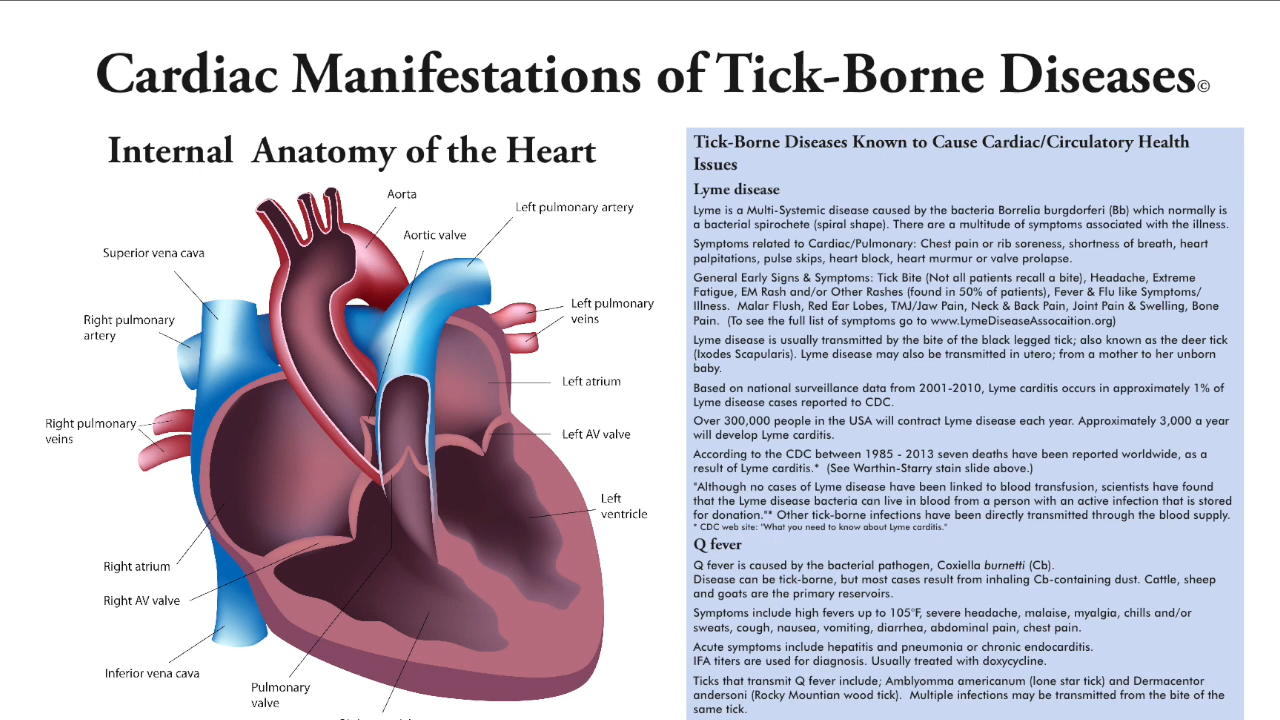 Cardiac Manifestations of Tick-Borne Diseases©
Internal Anatomy of the Heart
Aorta
Left pulmonary artery
Aortic valve
Superior vena cava
Left pulmonary
veins
Right pulmonary
artery
Left atrium
Right pulmonary
veins
Left AV valve
Left
ventricle
Right atrium
Right AV valve
Inferior vena cava
Pulmonary
valve
Tick-Borne Diseases Known to Cause Cardiac/Circulatory Health
Issues
Lyme disease
Lyme is a Multi-Systemic disease caused by the bacteria Borrelia burgdorferi (Bb) which normally is
a bacterial spirochete (spiral shape). There are a multitude of symptoms associated with the illness.
Symptoms related to Cardiac/Pulmonary: Chest pain or rib soreness, shortness of breath, heart
palpitations, pulse skips, heart block, heart murmur or valve prolapse.
General Early Signs & Symptoms: Tick Bite (Not all patients recall a bite), Headache, Extreme
Fatigue, EM Rash and/or Other Rashes (found in 50% of patients), Fever & Flu like Symptoms/
Illness. Malar Flush, Red Ear Lobes, TMJ/Jaw Pain, Neck & Back Pain, Joint Pain & Swelling, Bone
Pain. (To see the full list of symptoms go to www.LymeDiseaseAssocaition.org)
Lyme disease is usually transmitted by the bite of the black legged tick; also known as the deer tick
(Ixodes Scapularis). Lyme disease may also be transmitted in utero; from a mother to her unborn
baby.
Based on national surveillance data from 2001-2010, Lyme carditis occurs in approximately 1% of
Lyme disease cases reported to CDC.
Over 300,000 people in the USA will contract Lyme disease each year. Approximately 3,000 a year
will develop Lyme carditis.
According to the CDC between 1985 - 2013 seven deaths have been reported worldwide, as a
result of Lyme carditis.* (See Warthin-Starry stain slide above.)
"Although no cases of Lyme disease have been linked to blood transfusion, scientists have found
that the Lyme disease bacteria can live in blood from a person with an active infection that is stored
for donation."* Other tick-borne infections have been directly transmitted through the blood supply.
* CDC web site: "What you need to know about Lyme carditis."
Q fever
Q fever is caused by the bacterial pathogen, Coxiella burnetti (Cb).
Disease can be tick-borne, but most cases result from inhaling Cb-containing dust. Cattle, sheep
and goats are the primary reservoirs.
Symptoms include high fevers up to 105°F, severe headache, malaise, myalgia, chills and/or
sweats, cough, nausea, vomiting, diarrhea, abdominal pain, chest pain.
Acute symptoms include hepatitis and pneumonia or chronic endocarditis.
IFA titers are used for diagnosis. Usually treated with doxycycline.
Ticks that transmit Q fever include; Amblyomma americanum (lone star tick) and Dermacentor
andersoni (Rocky Mountian wood tick). Multiple infections may be transmitted from the bite of the
same tick.